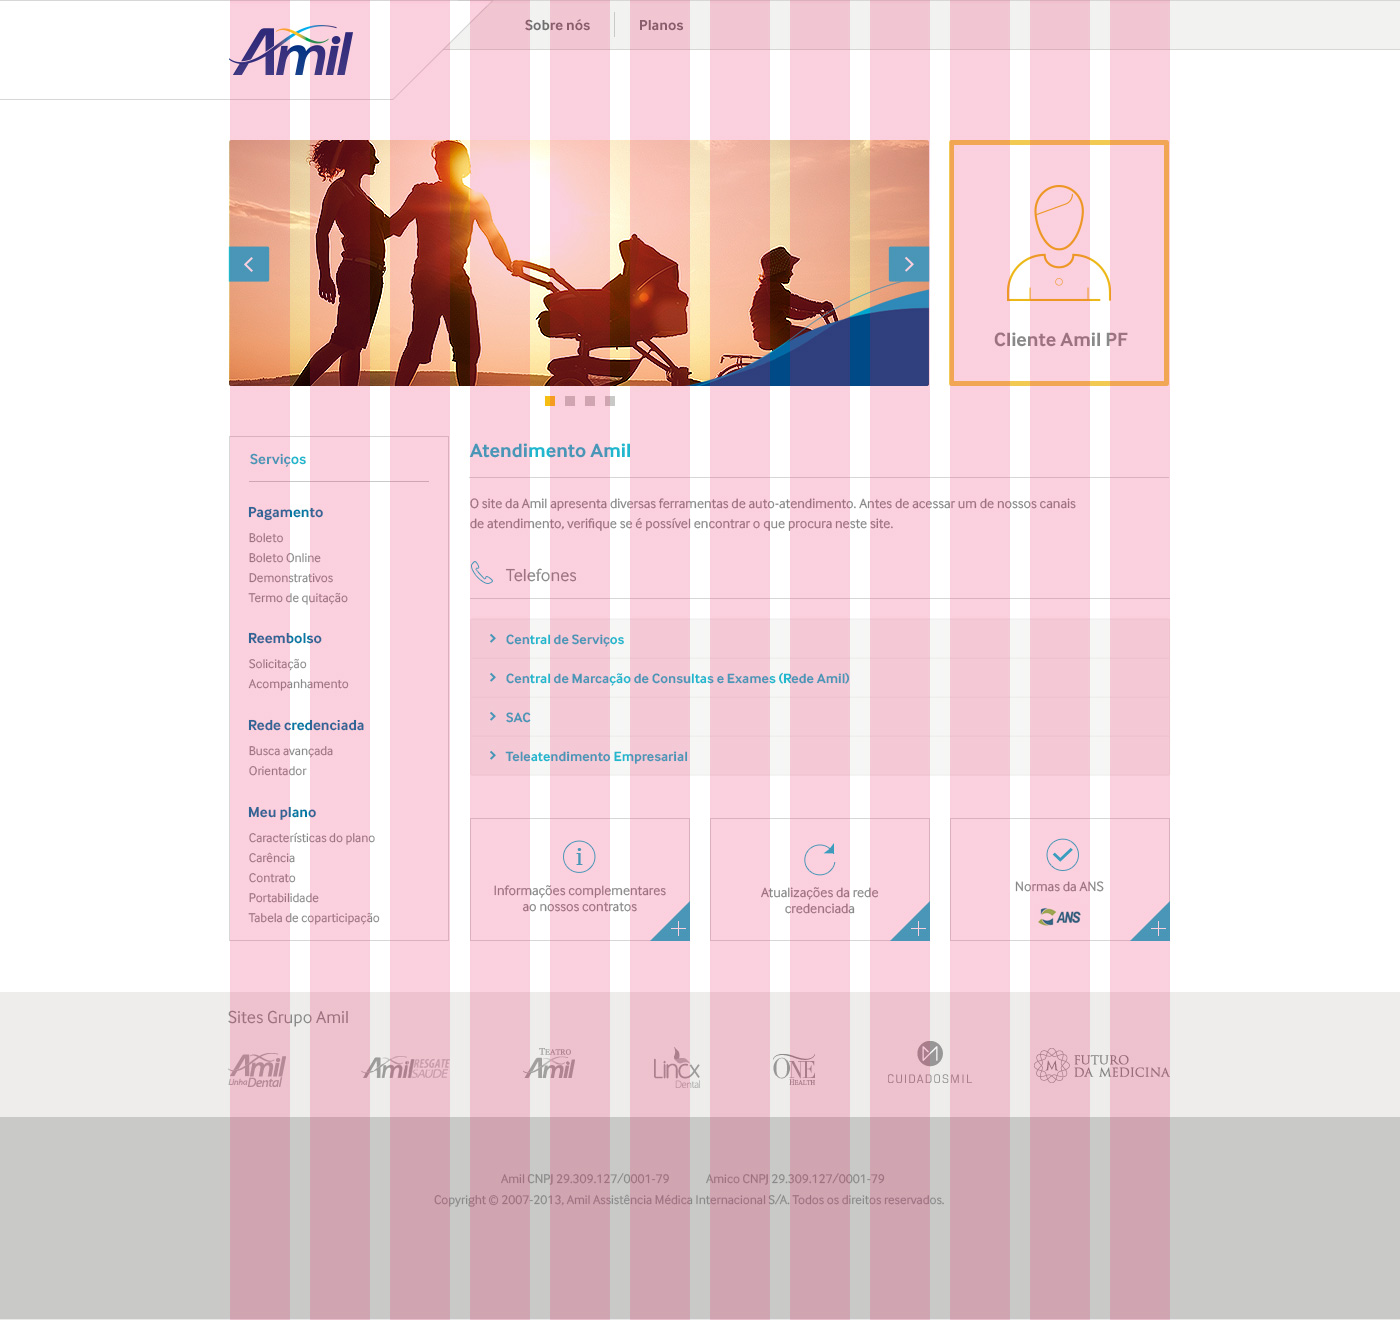 Amil
Sobre nós
Planos
Cliente Amil PF
Serviços
Pagamento
Boleto
Boleto Online
Demonstrativos
Termo de quitação
Reembolso
Solicitação
Acompanhamento
Rede credenciada
Busca avançada
Orientador
Meu plano
Características do plano
Carência
Contrato
Portabilidade
Tabela de coparticipação
Atendimento Amil
O site da Amil apresenta diversas ferramentas de auto-atendimento. Antes de acessar um de nossos canais
de atendimento, verifique se é possível encontrar o que procura neste site.
Telefones
Central de Serviços
Central de Marcação de Consultas e Exames (Rede Amil)
SAC
Teleatendimento Empresarial
Informações complementares
ao nossos contratos
Atualizações da rede
credenciada
Normas da ANS
ANS
Sites Grupo Amil
Amil
Linha Dental
Amil RESGATE SAÚDE
TEATRO
Amil
Lincx
Dental
ONE
HEALTH
CUIDADOSMIL
M FUTURO
DA MEDICINA
Amil CNPJ 29.309.127/0001-79 Amico CNPJ 29.309.127/0001-79
Copyright © 2007-2013, Amil Assistência Médica Internacional S/A. Todos os direitos reservados.